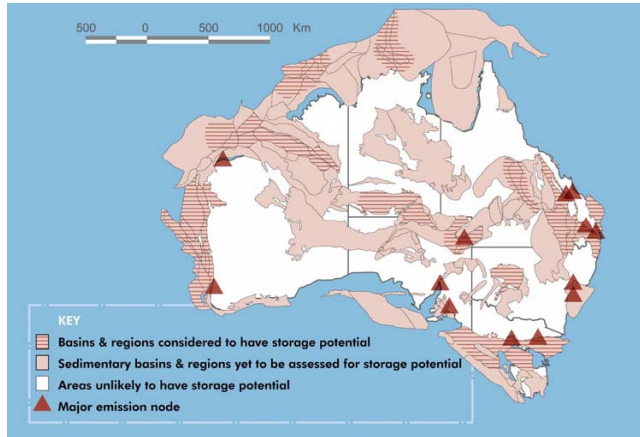 500 0 500 1000 Km
KEY
Basins & regions considered to have storage potential
Sedimentary basins & regions yet to be assessed for storage potential
Areas unlikely to have storage potential
Major emission node